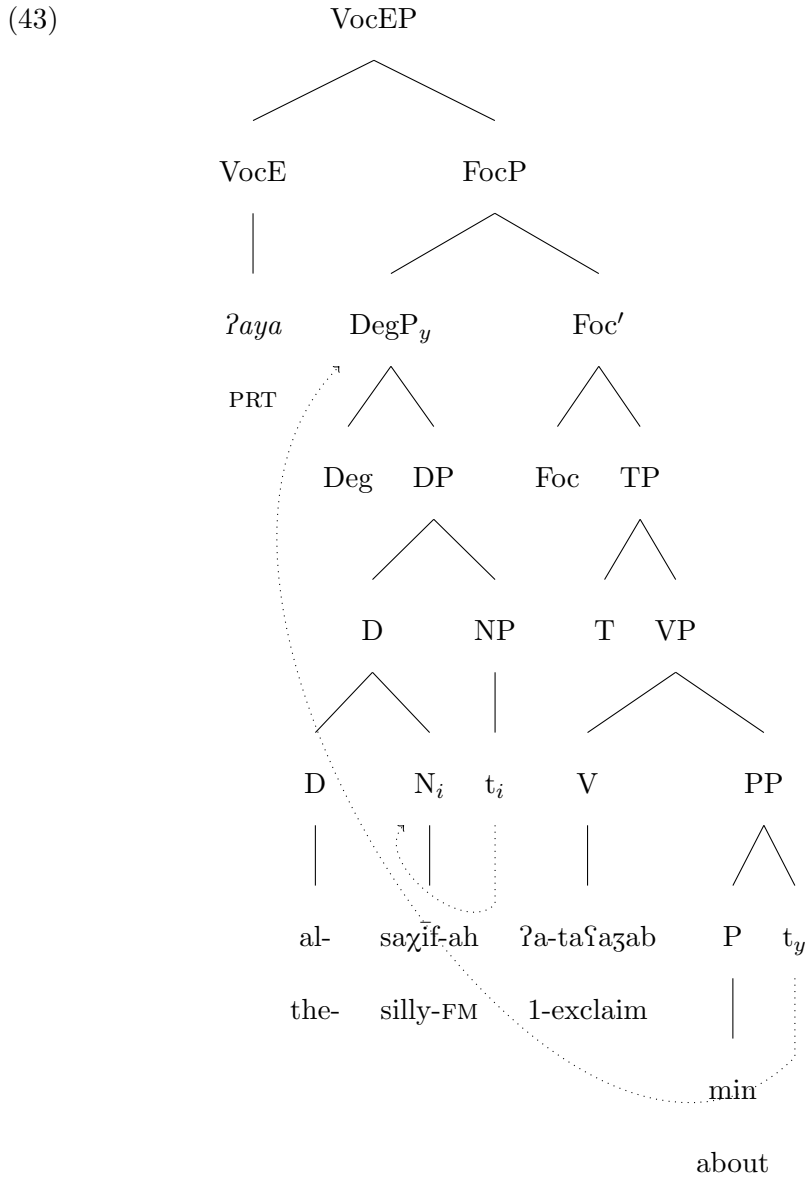 (43) VocEP
VocE FocP
ʔaya DegP_y Foc′
PRT
Deg DP Foc TP
D NP T VP
D N_i t_i V PP
al- saχīf-ah ʔa-taʕaʒab P t_y
the- silly-FM 1-exclaim
min
about